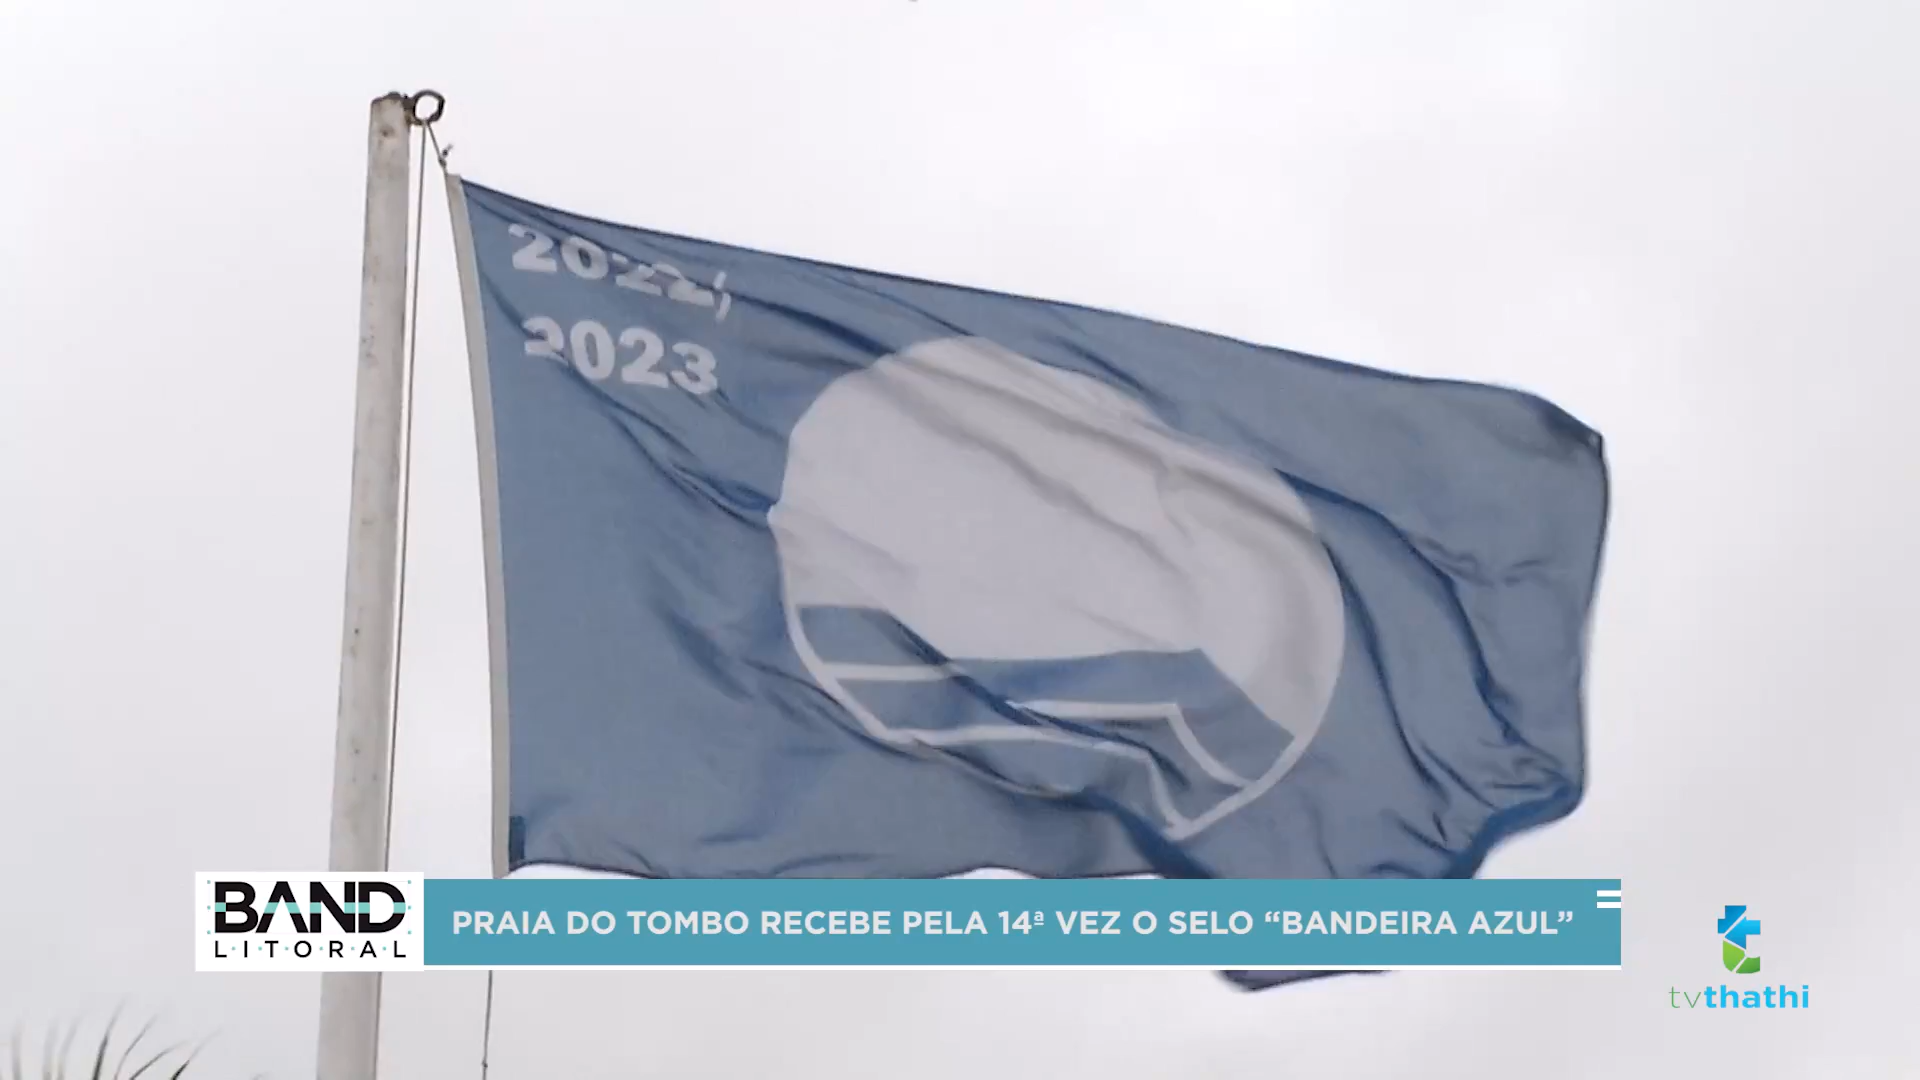 2022/
2023
BAND
LITORAL
PRAIA DO TOMBO RECEBE PELA 14ª VEZ O SELO “BANDEIRA AZUL”
tvthathi